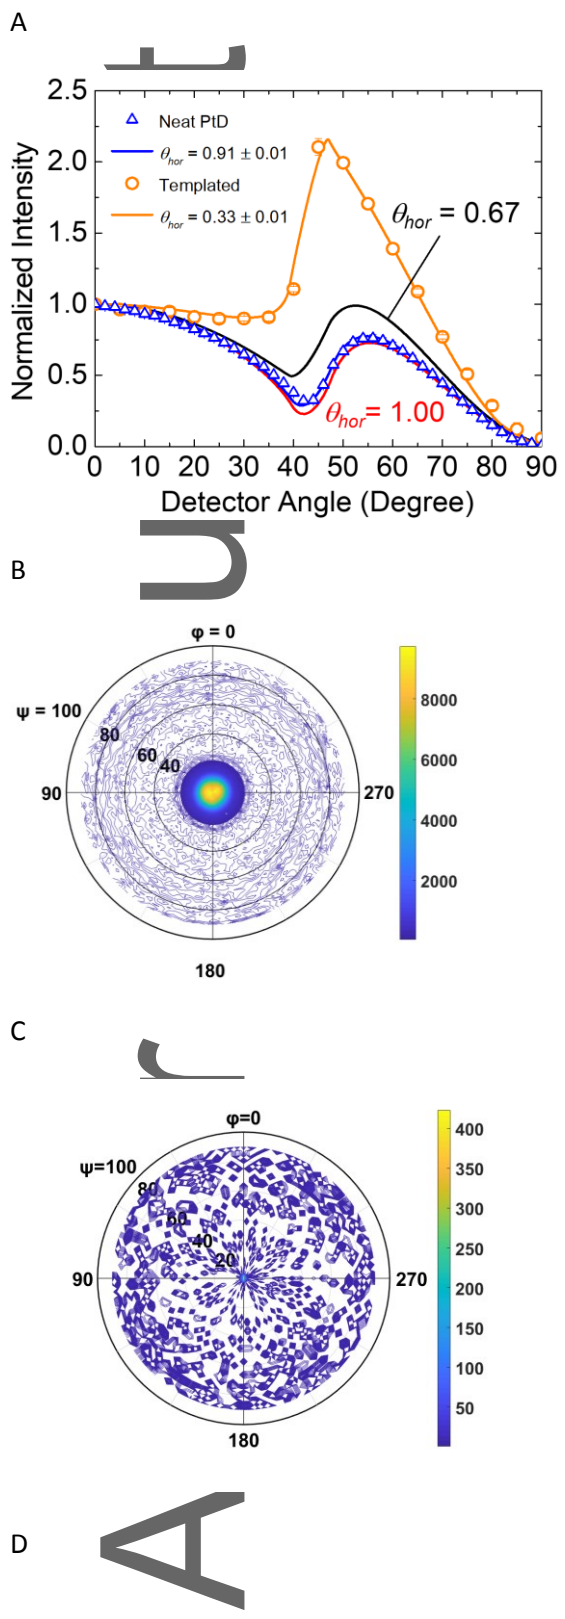 A
t
2.5
2.0
1.5
1.0
0.5
0.0
Normalized Intensity
Neat PtD
θhor = 0.91 ± 0.01
Templated
θhor = 0.33 ± 0.01
θhor = 0.67
θhor= 1.00
0 10 20 30 40 50 60 70 80 90
Detector Angle (Degree)
u
B
φ = 0
ψ = 100
80
60
40
90
270
180
8000
6000
4000
2000
C
r
φ=0
ψ=100
80
60
40
20
90
270
180
400
350
300
250
200
150
100
50
D
A